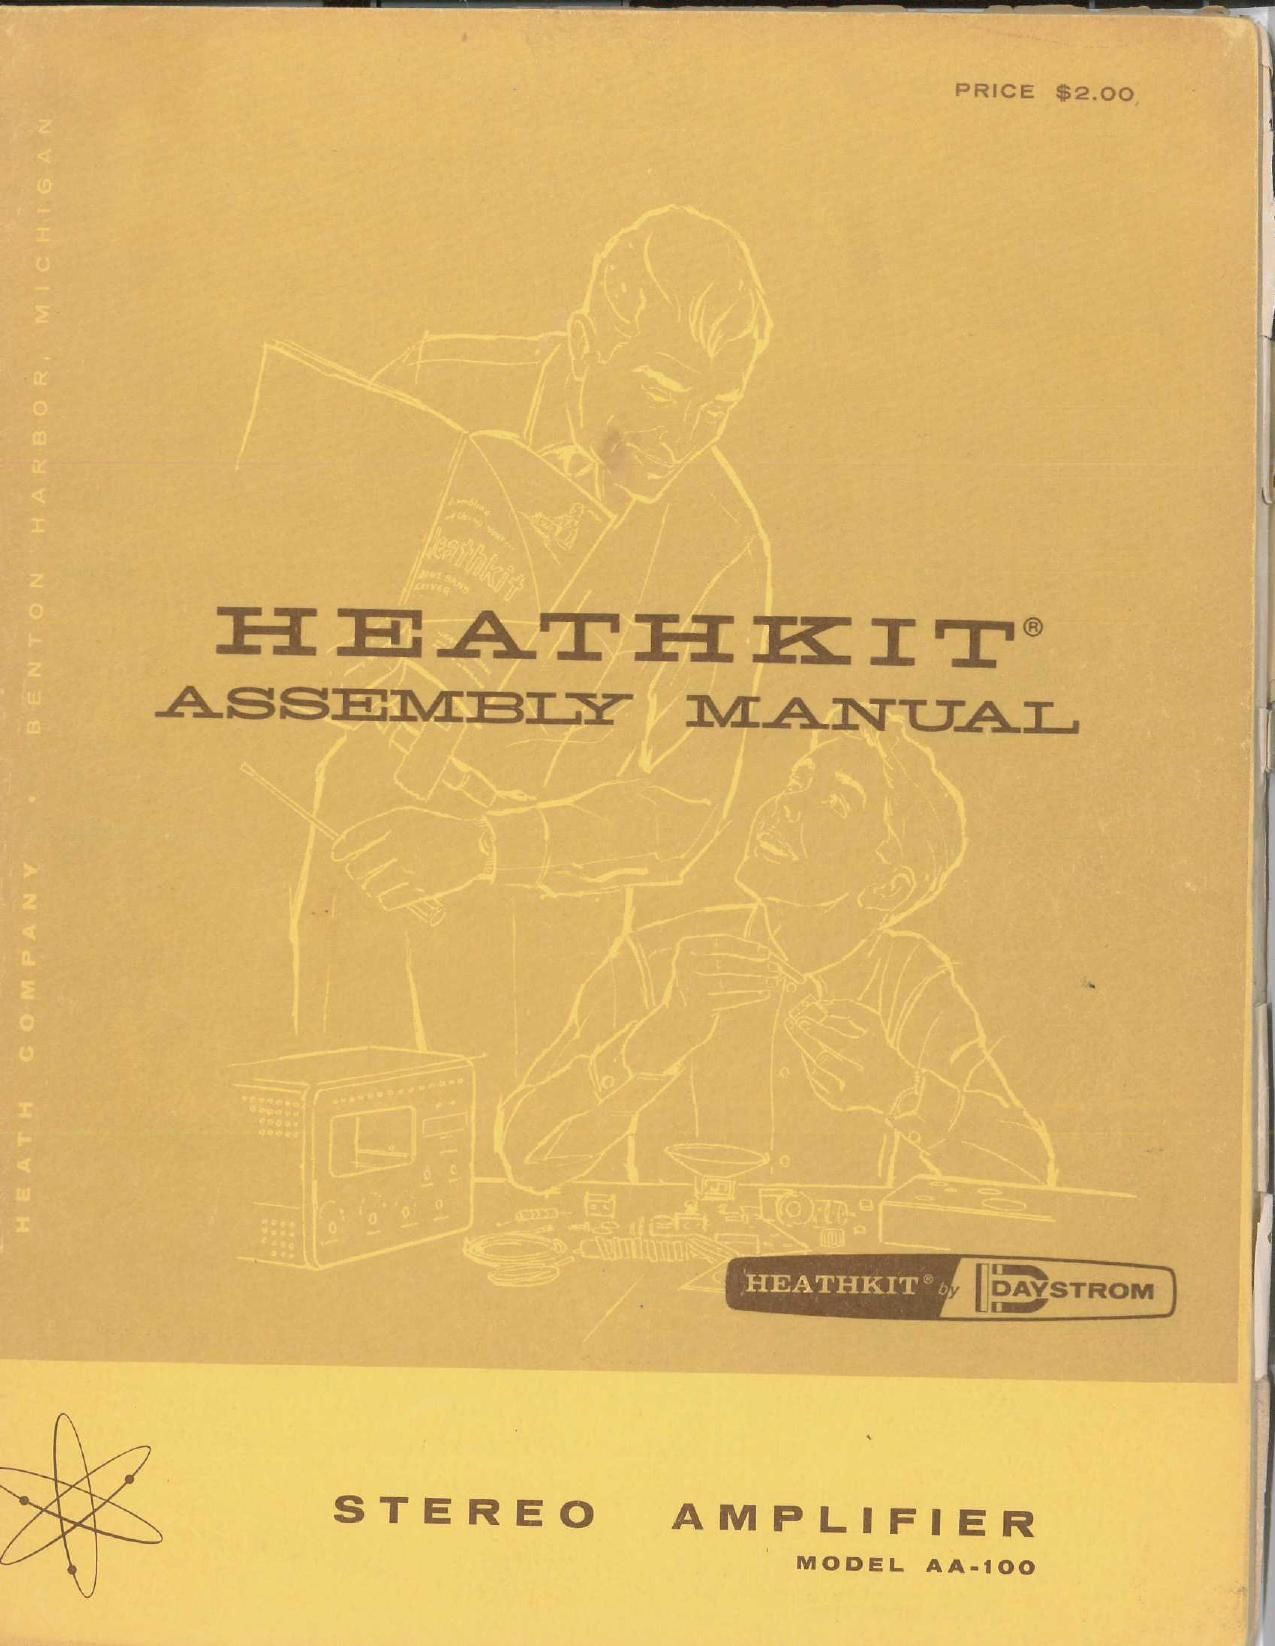 PRICE $2.00
HEATH COMPANY • BENTON HARBOR, MICHIGAN
HEATHKIT®
ASSEMBLY MANUAL
HEATHKIT® by DAYSTROM
STEREO AMPLIFIER
MODEL AA-100